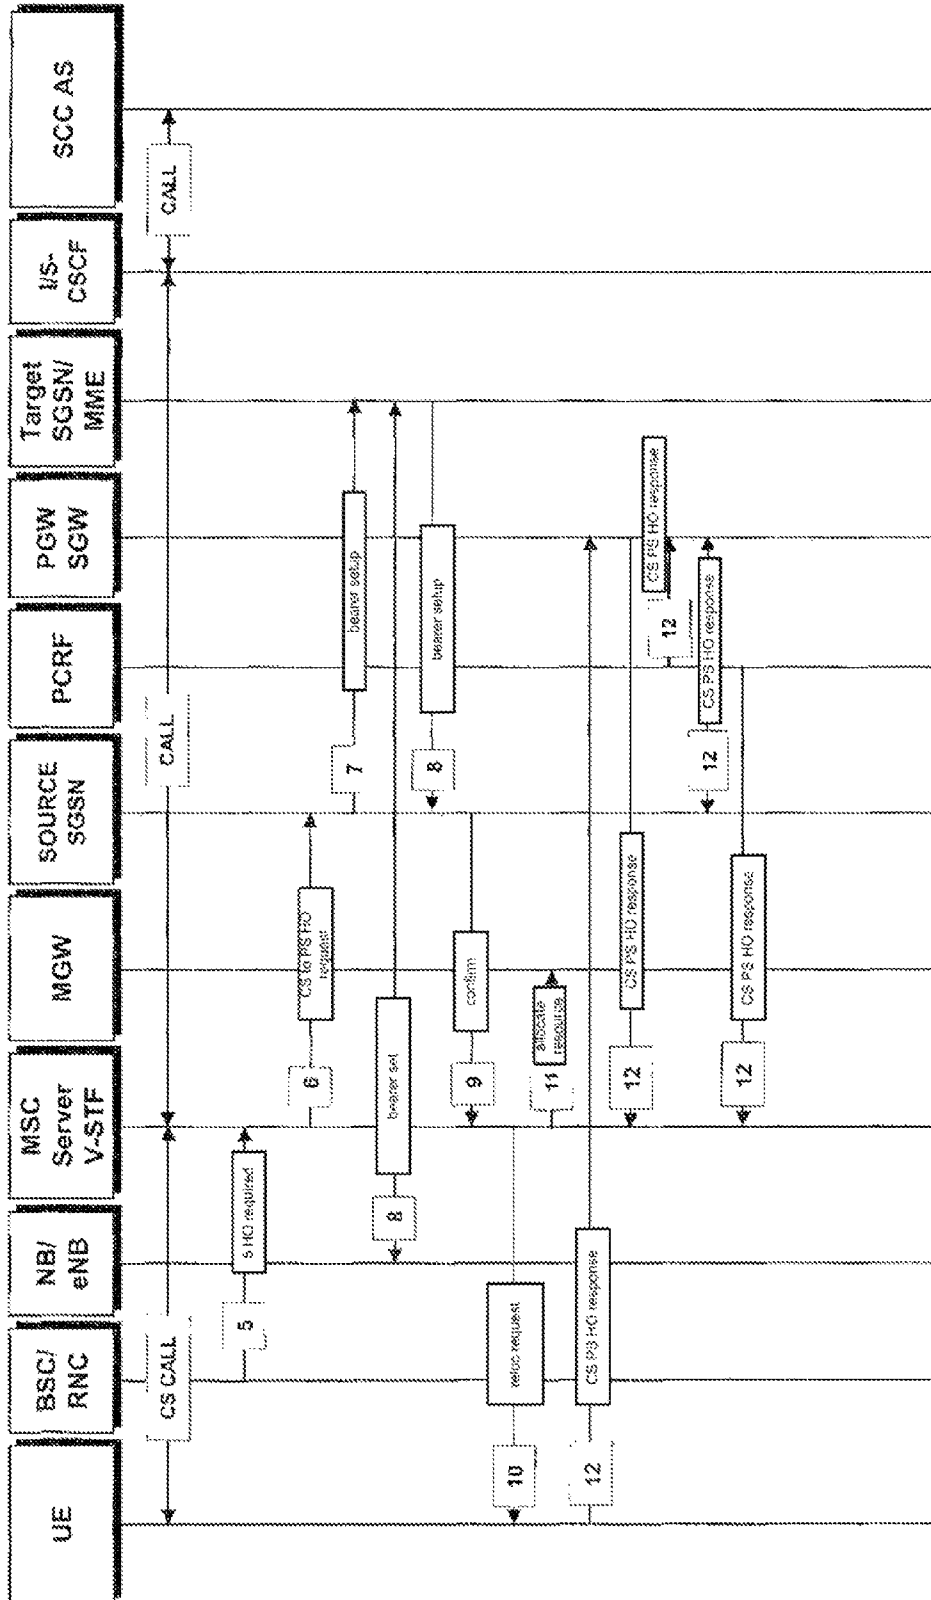 UE
BSC/
RNC
NB/
eNB
MSC
Server
V-STF
MGW
SOURCE
SGSN
PCRF
PGW
SGW
Target
SGSN/
MME
I/S-
CSCF
SCC AS
CS CALL
CALL
CALL
5
5 HO required
6
CS to PS HO
request
7
bearer setup
8
bearer set
8
bearer setup
9
confirm
10
reloc request
11
allocate
resource
12
CS PS HO response
12
CS PS HO response
12
CS PS HO response
12
CS PS HO response
12
CS PS HO response